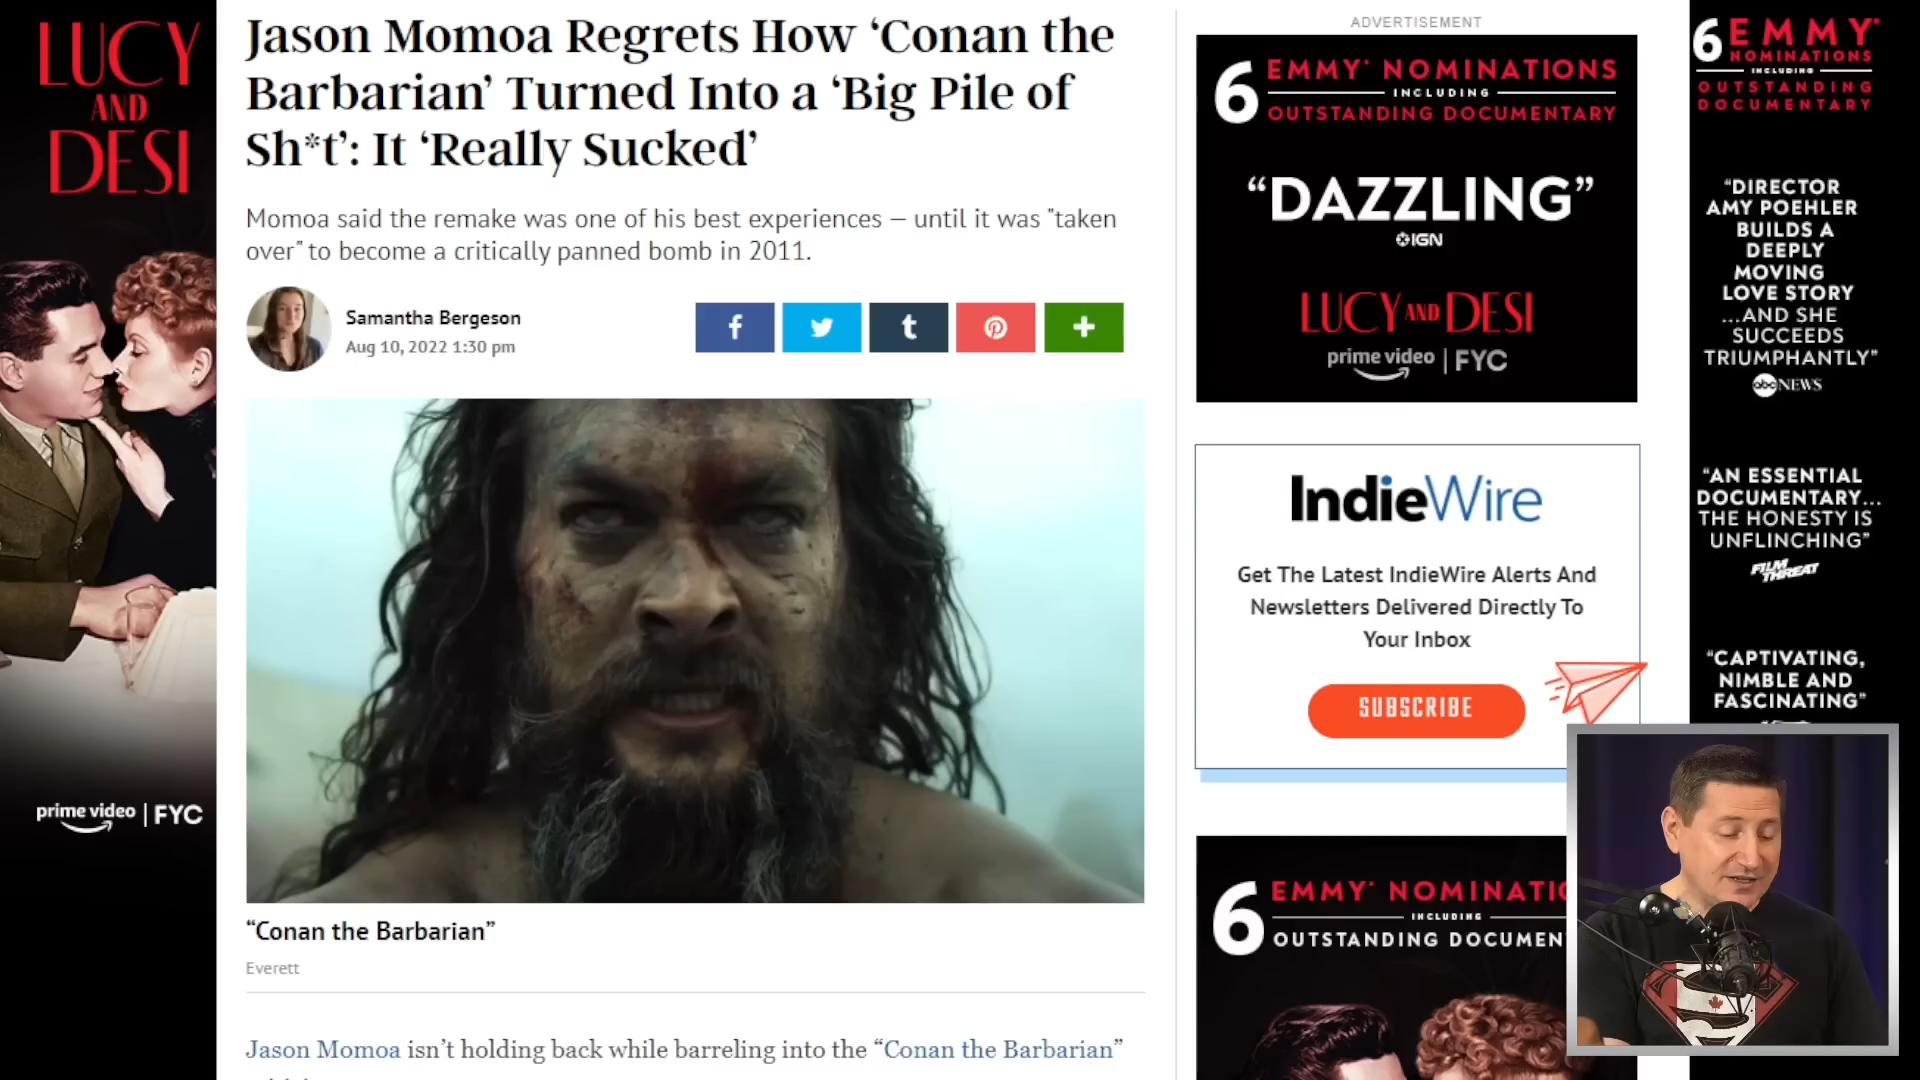 LUCY
AND
DESI
prime video | FYC
Jason Momoa Regrets How ‘Conan the
Barbarian’ Turned Into a ‘Big Pile of
Sh*t’: It ‘Really Sucked’
Momoa said the remake was one of his best experiences — until it was "taken
over" to become a critically panned bomb in 2011.
Samantha Bergeson
Aug 10, 2022 1:30 pm
“Conan the Barbarian”
Everett
Jason Momoa isn’t holding back while barreling into the “Conan the Barbarian”
ADVERTISEMENT
6 EMMY® NOMINATIONS
INCLUDING
OUTSTANDING DOCUMENTARY
“DAZZLING”
IGN
LUCY AND DESI
prime video | FYC
IndieWire
Get The Latest IndieWire Alerts And
Newsletters Delivered Directly To
Your Inbox
SUBSCRIBE
6 EMMY® NOMINATIO
INCLUDING
OUTSTANDING DOCUMEN
6 EMMY®
NOMINATIONS
INCLUDING
OUTSTANDING
DOCUMENTARY
“DIRECTOR
AMY POEHLER
BUILDS A
DEEPLY
MOVING
LOVE STORY
...AND SHE
SUCCEEDS
TRIUMPHANTLY”
abc NEWS
“AN ESSENTIAL
DOCUMENTARY...
THE HONESTY IS
UNFLINCHING”
FILM
THREAT
“CAPTIVATING,
NIMBLE AND
FASCINATING”